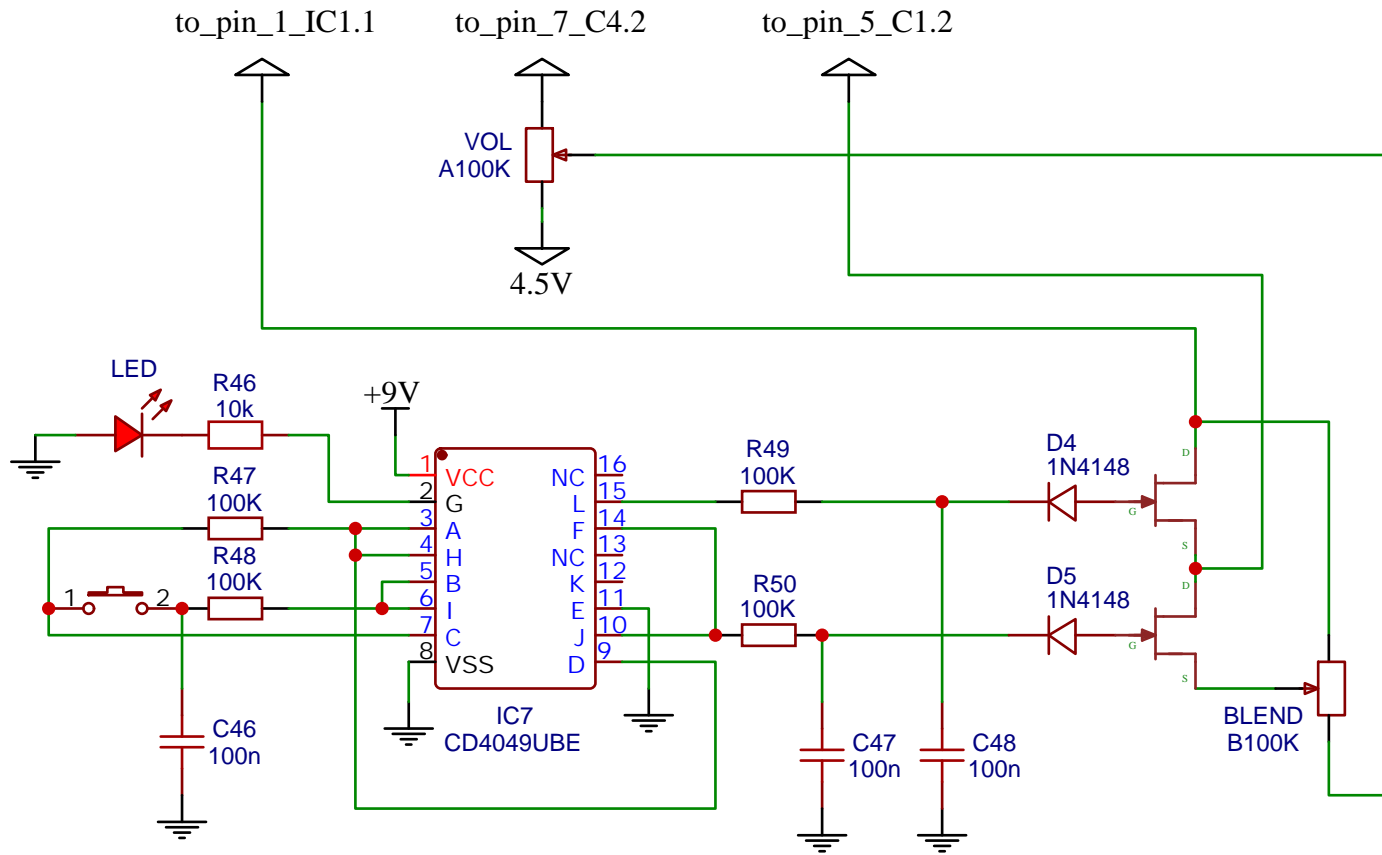 to_pin_1_IC1.1
to_pin_7_C4.2
to_pin_5_C1.2
VOL
A100K
4.5V
LED
R46
10k
+9V
R47
100K
R48
100K
1
2
C46
100n
1
VCC
2
G
3
A
4
H
5
B
6
I
7
C
8
VSS
16
NC
15
L
14
F
13
NC
12
K
11
E
10
J
9
D
IC7
CD4049UBE
R49
100K
R50
100K
C47
100n
C48
100n
D4
1N4148
D
G
S
D5
1N4148
D
G
S
BLEND
B100K